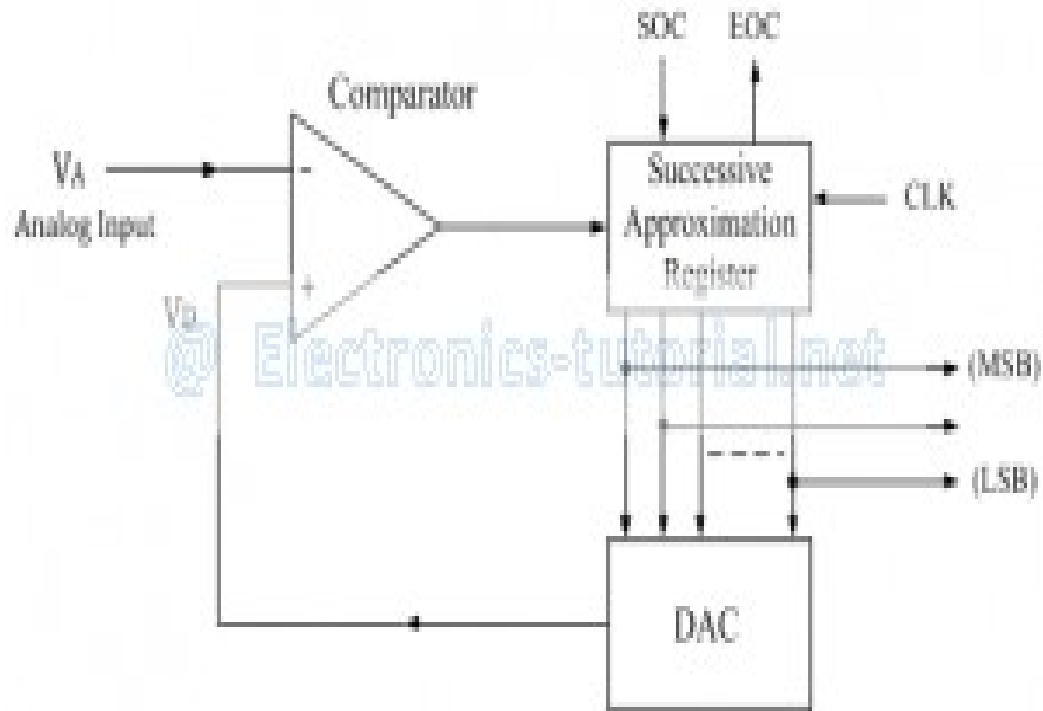 SOC EOC
Comparator
VA
Analog Input
-
Successive
Approximation
Register
CLK
+
VD
@ Electronics-tutorial.net
(MSB)
(LSB)
DAC